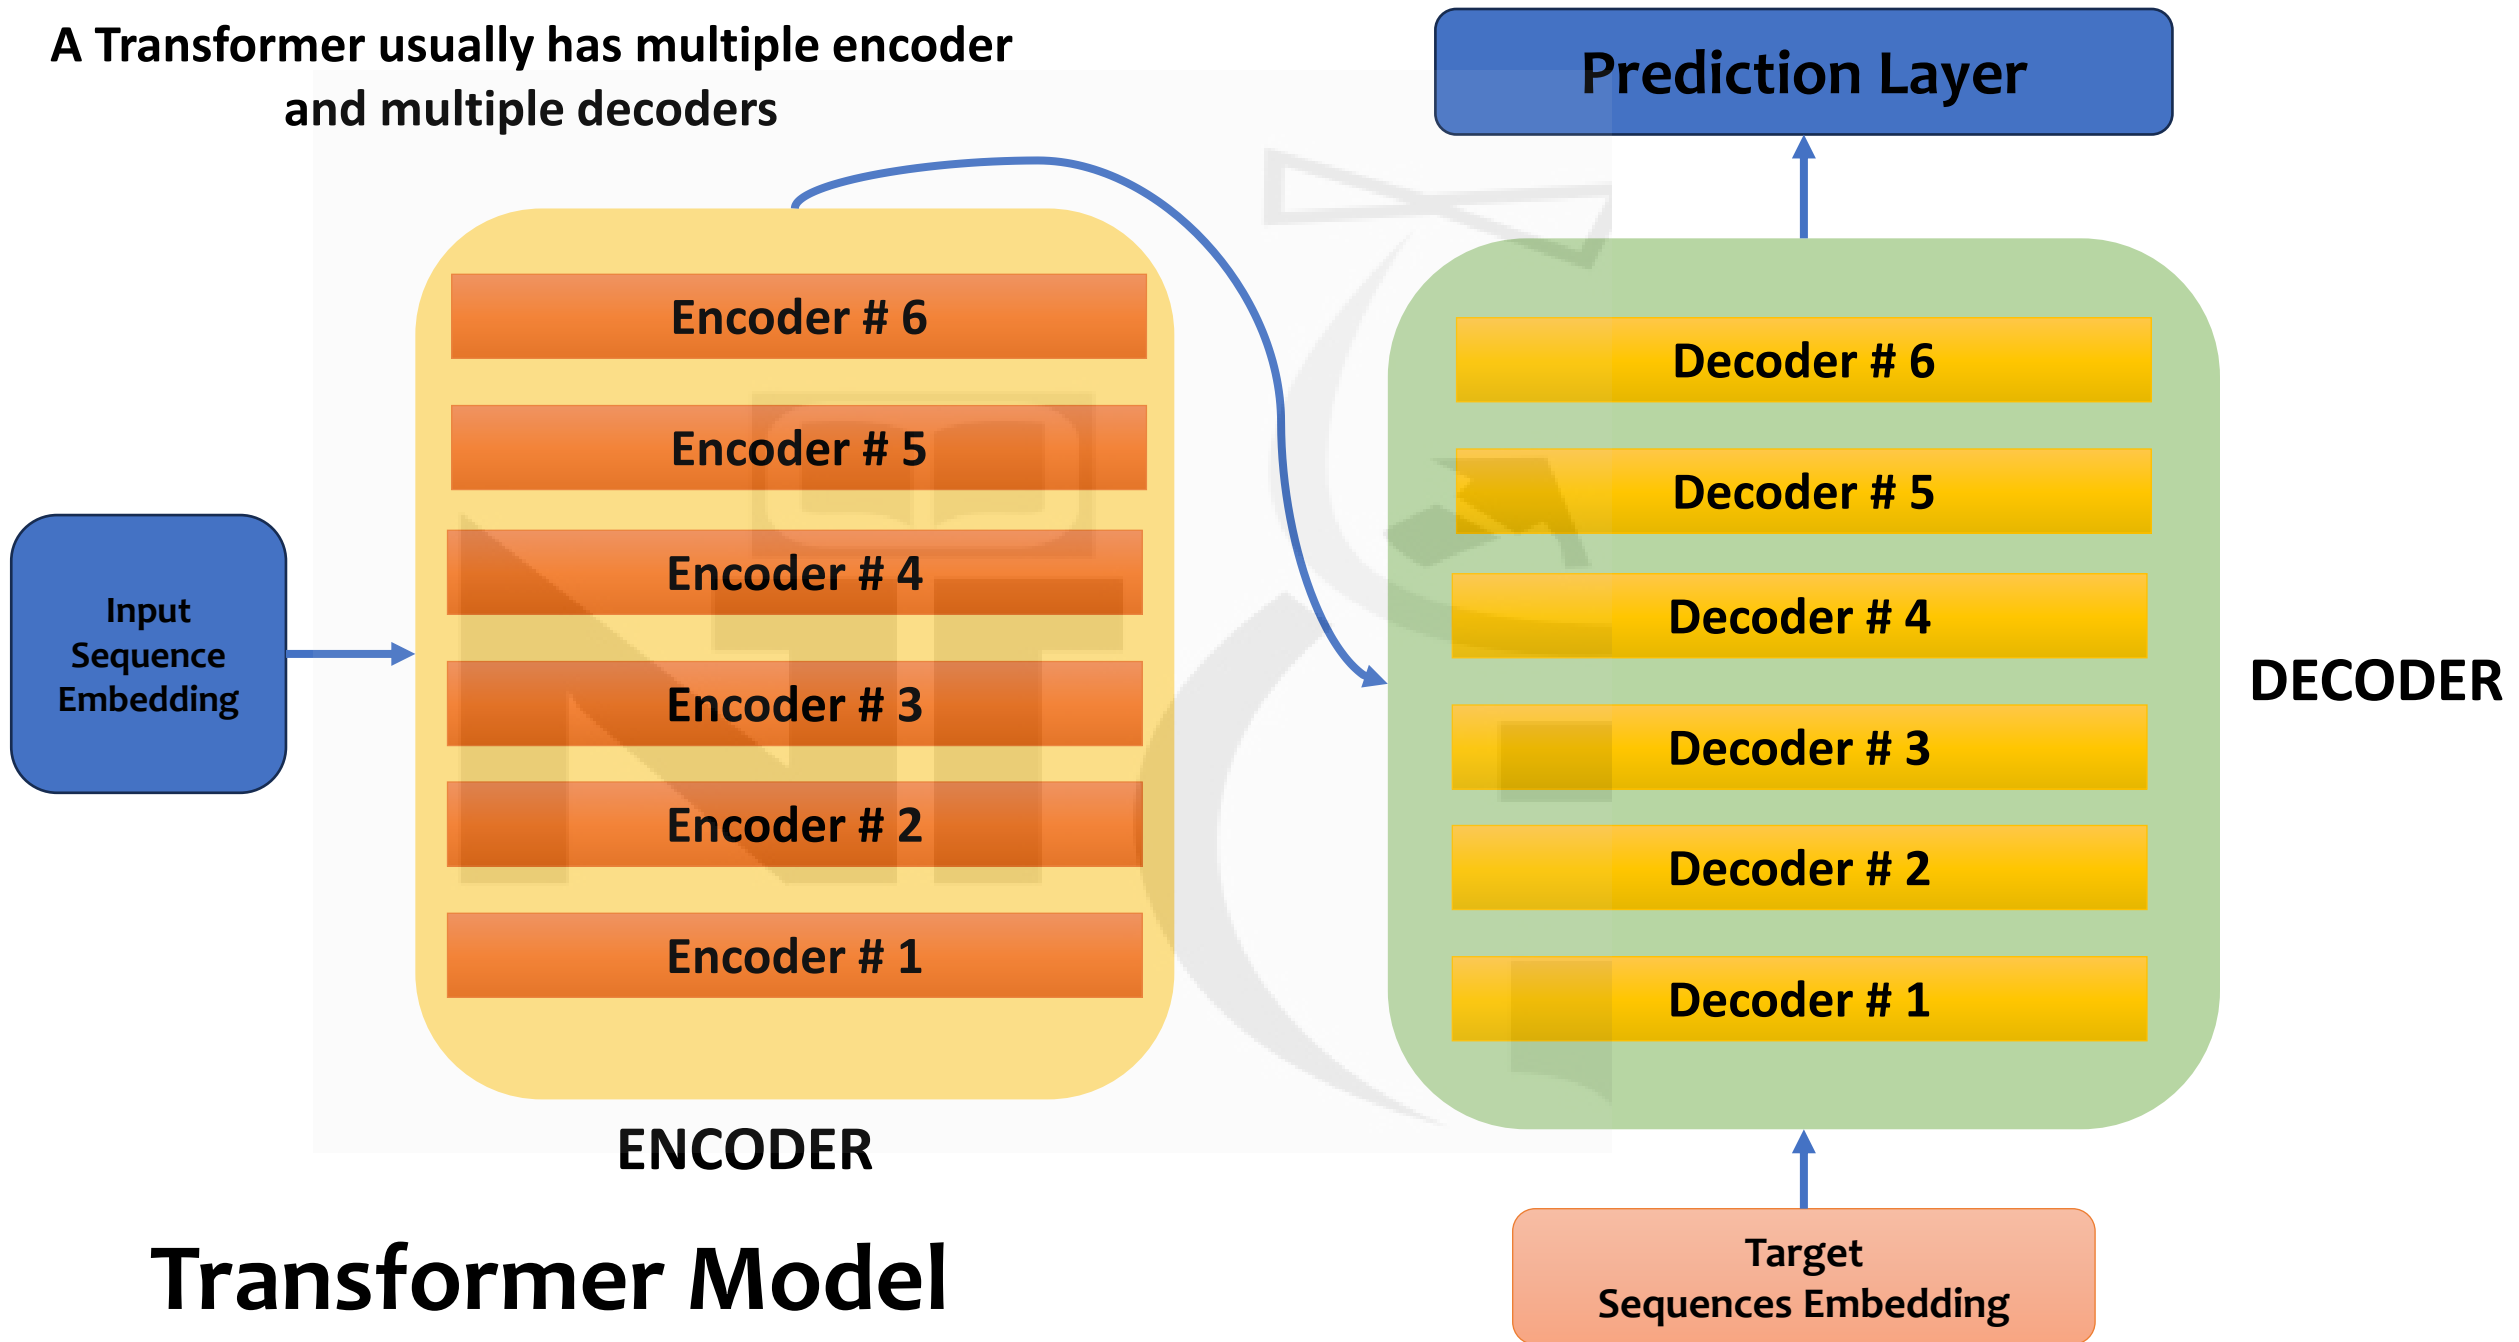 A Transformer usually has multiple encoder
and multiple decoders
Prediction Layer
Encoder # 6
Encoder # 5
Encoder # 4
Encoder # 3
Encoder # 2
Encoder # 1
Input
Sequence
Embedding
ENCODER
Decoder # 6
Decoder # 5
Decoder # 4
Decoder # 3
Decoder # 2
Decoder # 1
DECODER
Target
Sequences Embedding
Transformer Model